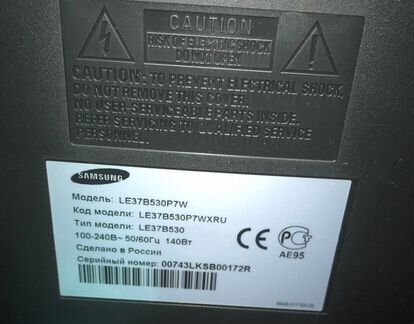 CAUTION
RISK OF ELECTRIC SHOCK
DO NOT OPEN
CAUTION: TO PREVENT ELECTRICAL SHOCK,
DO NOT REMOVE THIS COVER.
NO USER-SERVICEABLE PARTS INSIDE.
REFER SERVICING TO QUALIFIED SERVICE
PERSONNEL.
SAMSUNG
Модель: LE37B530P7W
Код модели: LE37B530P7WXRU
Тип модели: LE37B530
100-240В~ 50/60Гц 140Вт
Сделано в России
Серийный номер: 00743LKSB00172R
CE
AE95